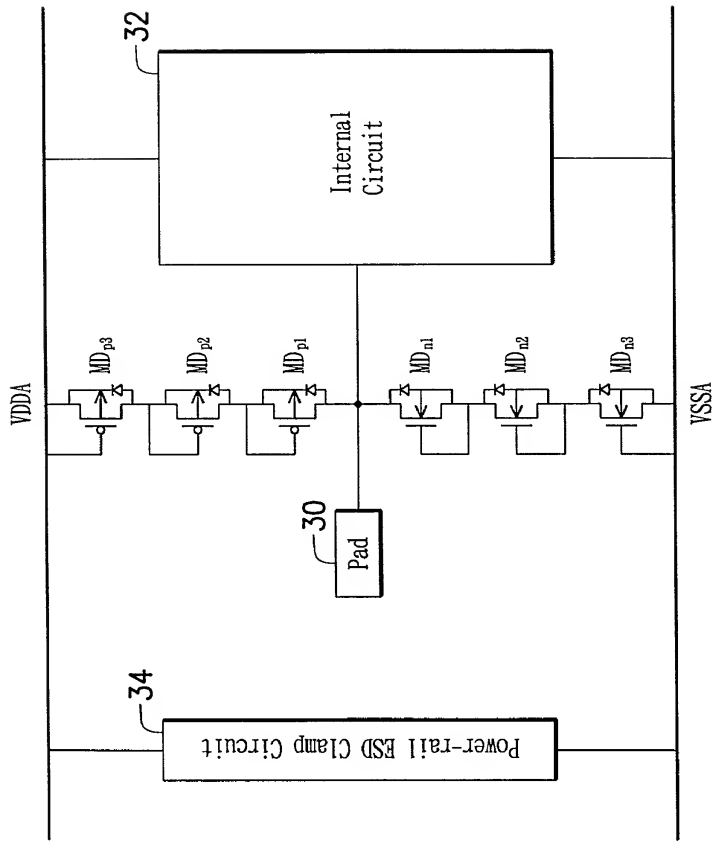 VDDA
32
Internal
Circuit
MDp3
MDp2
MDp1
MDn1
MDn2
MDn3
30
Pad
34
Power-rail ESD Clamp Circuit
VSSA